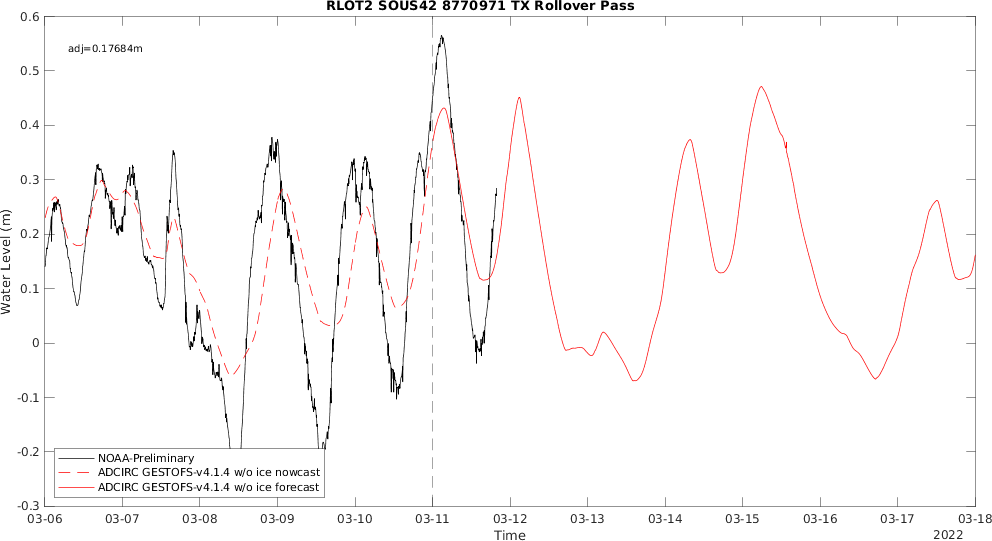 RLOT2 SOUS42 8770971 TX Rollover Pass
adj=0.17684m
Water Level (m)
0.6
0.5
0.4
0.3
0.2
0.1
0
-0.1
-0.2
-0.3
NOAA-Preliminary
ADCIRC GESTOFS-v4.1.4 w/o ice nowcast
ADCIRC GESTOFS-v4.1.4 w/o ice forecast
03-06 03-07 03-08 03-09 03-10 03-11 03-12 03-13 03-14 03-15 03-16 03-17 03-18
Time
2022